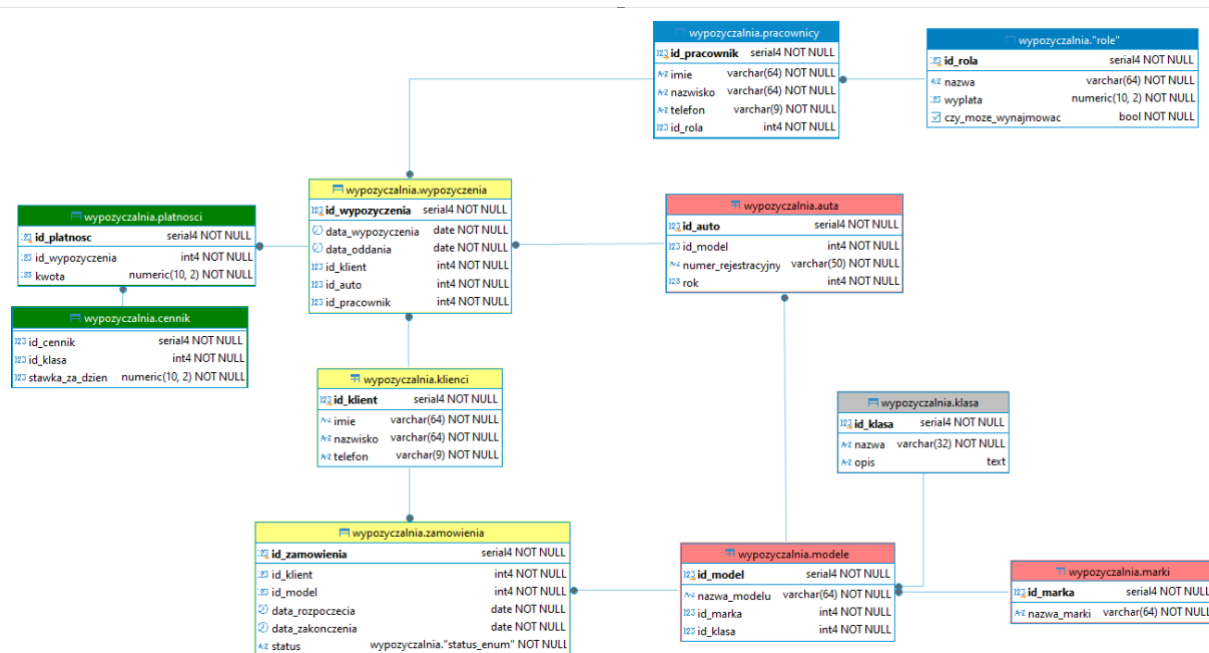 wypozyczalnia.pracownicy
id_pracownik serial4 NOT NULL
imie varchar(64) NOT NULL
nazwisko varchar(64) NOT NULL
telefon varchar(9) NOT NULL
id_rola int4 NOT NULL
wypozyczalnia."role"
id_rola serial4 NOT NULL
nazwa varchar(64) NOT NULL
wyplata numeric(10, 2) NOT NULL
czy_moze_wynajmowac bool NOT NULL
wypozyczalnia.wypozyczenia
id_wypozyczenia serial4 NOT NULL
data_wypozyczenia date NOT NULL
data_oddania date NOT NULL
id_klient int4 NOT NULL
id_auto int4 NOT NULL
id_pracownik int4 NOT NULL
wypozyczalnia.auta
id_auto serial4 NOT NULL
id_model int4 NOT NULL
numer_rejestracyjny varchar(50) NOT NULL
rok int4 NOT NULL
wypozyczalnia.platnosci
id_platnosc serial4 NOT NULL
id_wypozyczenia int4 NOT NULL
kwota numeric(10, 2) NOT NULL
wypozyczalnia.cennik
id_cennik serial4 NOT NULL
id_klasa int4 NOT NULL
stawka_za_dzien numeric(10, 2) NOT NULL
wypozyczalnia.klienci
id_klient serial4 NOT NULL
imie varchar(64) NOT NULL
nazwisko varchar(64) NOT NULL
telefon varchar(9) NOT NULL
wypozyczalnia.klasa
id_klasa serial4 NOT NULL
nazwa varchar(32) NOT NULL
opis text
wypozyczalnia.zamowienia
id_zamowienia serial4 NOT NULL
id_klient int4 NOT NULL
id_model int4 NOT NULL
data_rozpoczecia date NOT NULL
data_zakonczenia date NOT NULL
status wypozyczalnia."status_enum" NOT NULL
wypozyczalnia.modele
id_model serial4 NOT NULL
nazwa_modelu varchar(64) NOT NULL
id_marka int4 NOT NULL
id_klasa int4 NOT NULL
wypozyczalnia.marki
id_marka serial4 NOT NULL
nazwa_marki varchar(64) NOT NULL